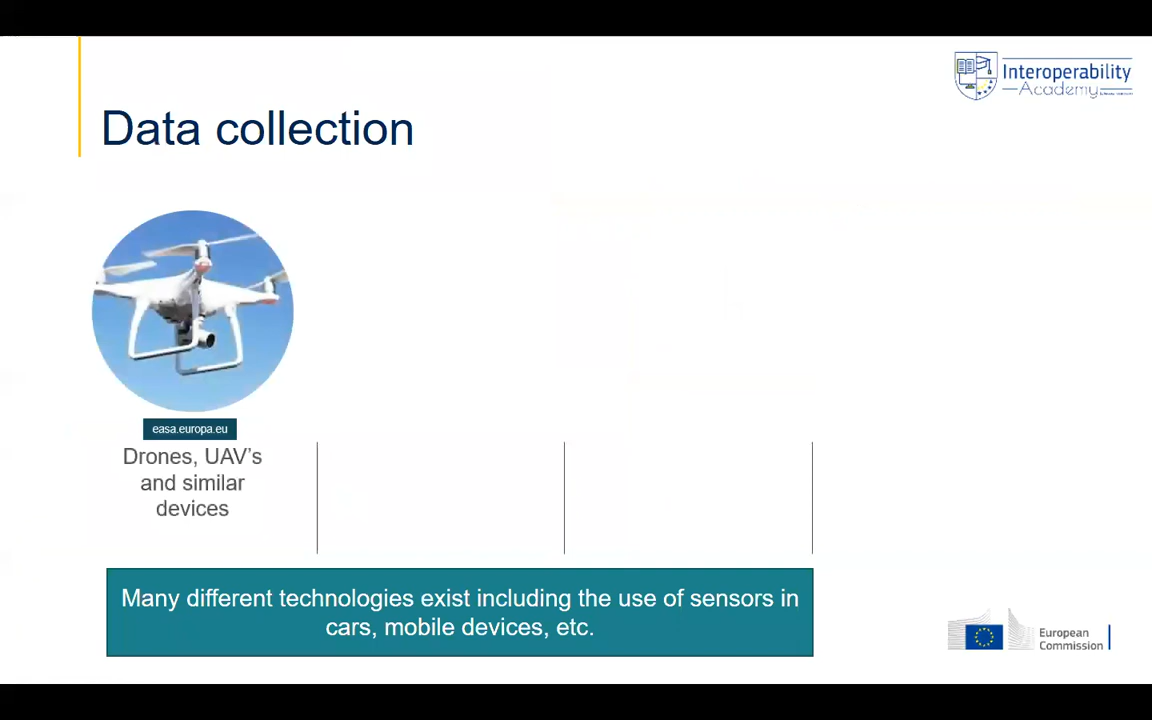 Interoperability
Academy
Data collection
easa.europa.eu
Drones, UAV's
and similar
devices
Many different technologies exist including the use of sensors in
cars, mobile devices, etc.
European
Commission